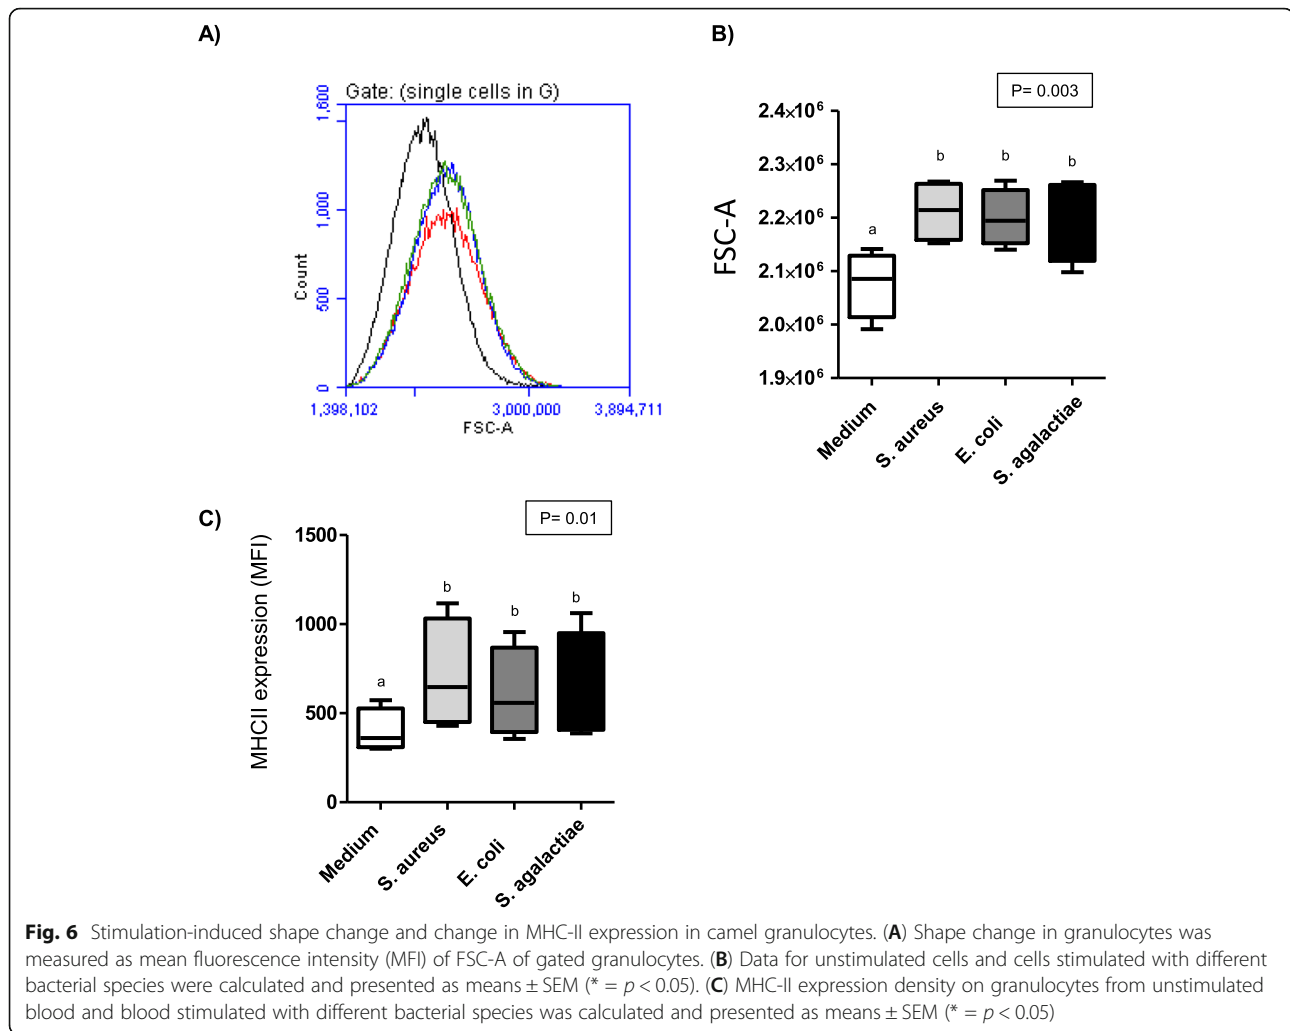 A)
Gate: (single cells in G)
1,600
1,000
500
0
Count
1,398,102 3,000,000 3,894,711
FSC-A
B)
P= 0.003
2.4×10⁶
2.3×10⁶
2.2×10⁶
2.1×10⁶
2.0×10⁶
1.9×10⁶
FSC-A
a b b b
Medium
S. aureus
E. coli
S. agalactiae
C)
P= 0.01
1500
1000
500
0
MHCII expression (MFI)
a b b b
Medium
S. aureus
E. coli
S. agalactiae
Fig. 6 Stimulation-induced shape change and change in MHC-II expression in camel granulocytes. (A) Shape change in granulocytes was
measured as mean fluorescence intensity (MFI) of FSC-A of gated granulocytes. (B) Data for unstimulated cells and cells stimulated with different
bacterial species were calculated and presented as means ± SEM (* = p < 0.05). (C) MHC-II expression density on granulocytes from unstimulated
blood and blood stimulated with different bacterial species was calculated and presented as means ± SEM (* = p < 0.05)